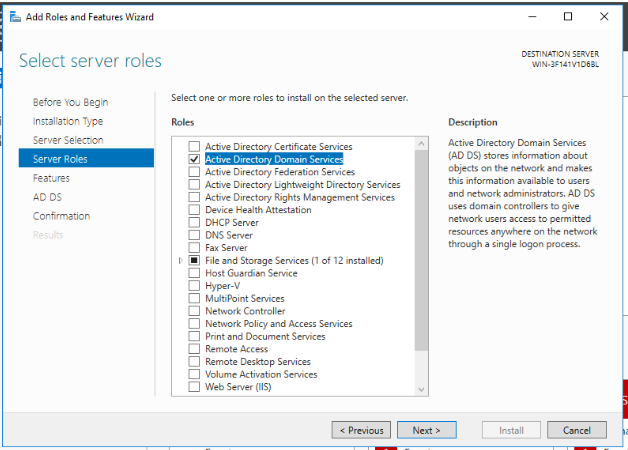 Add Roles and Features Wizard
Select server roles
DESTINATION SERVER
WIN-3F141V1D6BL
Before You Begin
Installation Type
Server Selection
Server Roles
Features
AD DS
Confirmation
Results
Select one or more roles to install on the selected server.
Roles
Active Directory Certificate Services
Active Directory Domain Services
Active Directory Federation Services
Active Directory Lightweight Directory Services
Active Directory Rights Management Services
Device Health Attestation
DHCP Server
DNS Server
Fax Server
File and Storage Services (1 of 12 installed)
Host Guardian Service
Hyper-V
MultiPoint Services
Network Controller
Network Policy and Access Services
Print and Document Services
Remote Access
Remote Desktop Services
Volume Activation Services
Web Server (IIS)
Description
Active Directory Domain Services
(AD DS) stores information about
objects on the network and makes
this information available to users
and network administrators. AD DS
uses domain controllers to give
network users access to permitted
resources anywhere on the network
through a single logon process.
< Previous
Next >
Install
Cancel